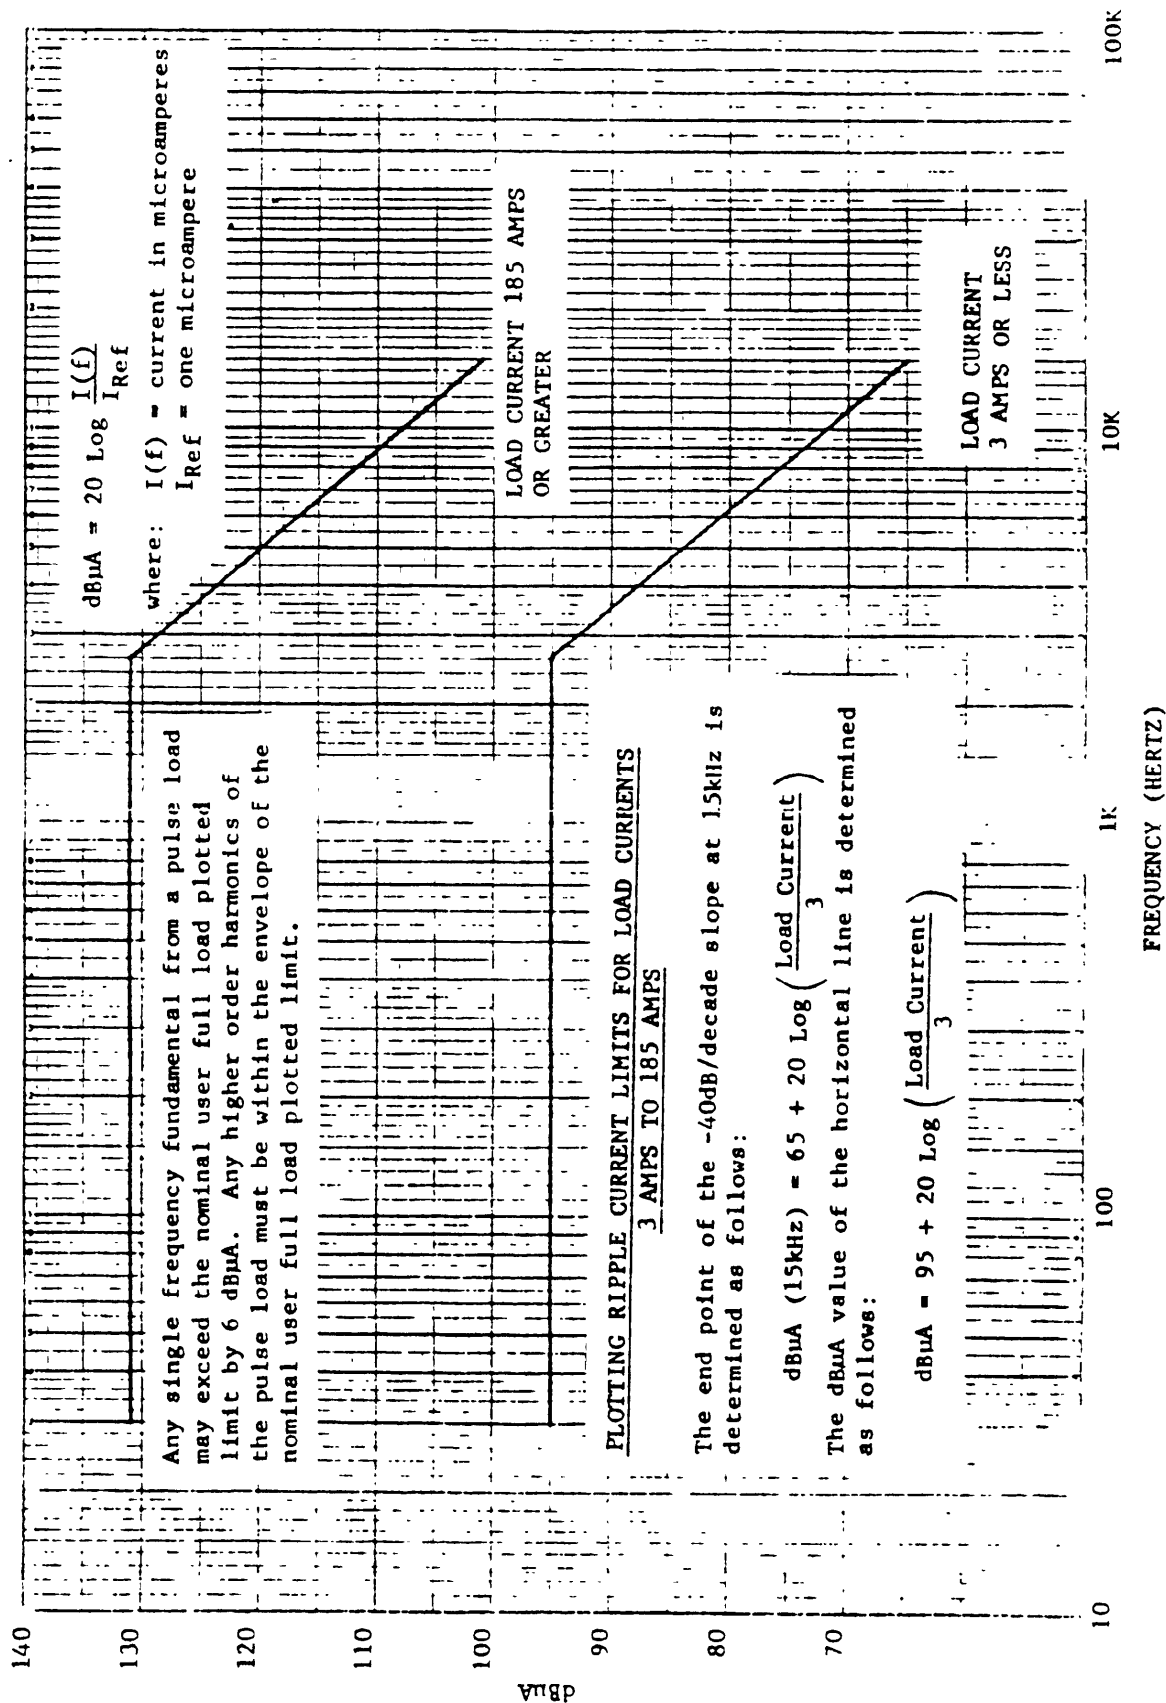 140
130
120
110
100
90
80
70
dBµA
10
100
1K
10K
100K
FREQUENCY (HERTZ)
dBµA = 20 Log I(f)
I Ref
where: I(f) = current in microamperes
I Ref = one microampere
Any single frequency fundamental from a pulse load
may exceed the nominal user full load plotted
limit by 6 dBµA. Any higher order harmonics of
the pulse load must be within the envelope of the
nominal user full load plotted limit.
LOAD CURRENT 185 AMPS
OR GREATER
PLOTTING RIPPLE CURRENT LIMITS FOR LOAD CURRENTS
3 AMPS TO 185 AMPS
The end point of the -40dB/decade slope at 15kHz is
determined as follows:
dBµA (15kHz) = 65 + 20 Log (Load Current)
3
The dBµA value of the horizontal line is determined
as follows:
dBµA = 95 + 20 Log (Load Current)
3
LOAD CURRENT
3 AMPS OR LESS